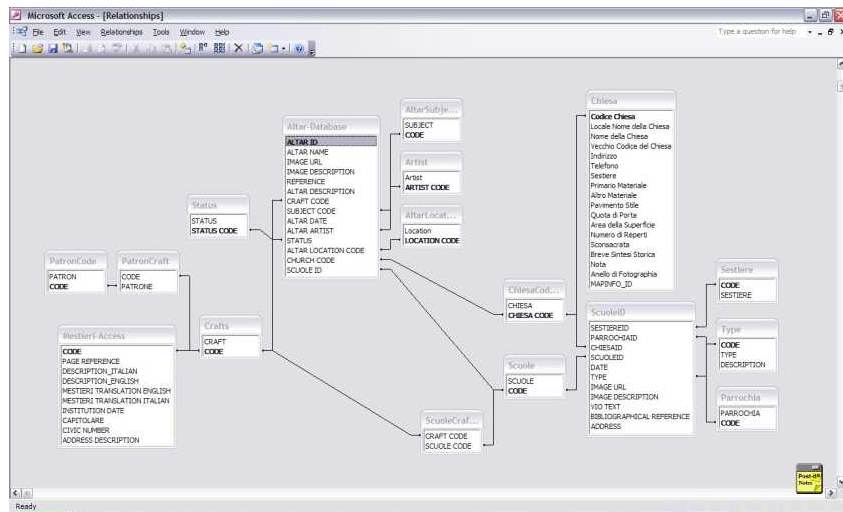 Microsoft Access - [Relationships]
File Edit View Relationships Tools Window Help
Type a question for help
Altar-Database
ALTAR ID
ALTAR NAME
IMAGE URL
IMAGE DESCRIPTION
REFERENCE
ALTAR DESCRIPTION
CRAFT CODE
SUBJECT CODE
ALTAR DATE
ALTAR ARTIST
STATUS
ALTAR LOCATION CODE
CHURCH CODE
SCUOLE ID
AltarSubje...
SUBJECT
CODE
Artist
Artist
ARTIST CODE
AltarLocat...
Location
LOCATION CODE
Chiesa
Codice Chiesa
Locale Nome della Chiesa
Nome della Chiesa
Vecchio Codice del Chiesa
Indirizzo
Telefono
Sestiere
Primario Materiale
Altro Materiale
Pavimento Stile
Quota di Porta
Area della Superficie
Numero di Reperti
Sconsacrata
Breve Sintesi Storica
Nota
Anello di Fotographia
MAPINFO_ID
Status
STATUS
STATUS CODE
PatronCode
PATRON
CODE
PatronCraft
CODE
PATRONE
Crafts
CRAFT
CODE
Mestieri-Access
CODE
PAGE REFERENCE
DESCRIPTION_ITALIAN
DESCRIPTION_ENGLISH
MESTIERI TRANSLATION ENGLISH
MESTIERI TRANSLATION ITALIAN
INSTITUTION DATE
CAPITOLARE
CIVIC NUMBER
ADDRESS DESCRIPTION
ChiesaCod...
CHIESA
CHIESA CODE
Scuole
SCUOLE
CODE
ScuoleCraf...
CRAFT CODE
SCUOLE CODE
ScuoleID
SESTIEREID
PARROCHIAID
CHIESAID
SCUOLEID
DATE
TYPE
IMAGE URL
IMAGE DESCRIPTION
VIO TEXT
BIBLIOGRAPHICAL REFERENCE
ADDRESS
Sestiere
CODE
SESTIERE
Type
CODE
TYPE
DESCRIPTION
Parrochia
PARROCHIA
CODE
Post-it®
Notes
Ready